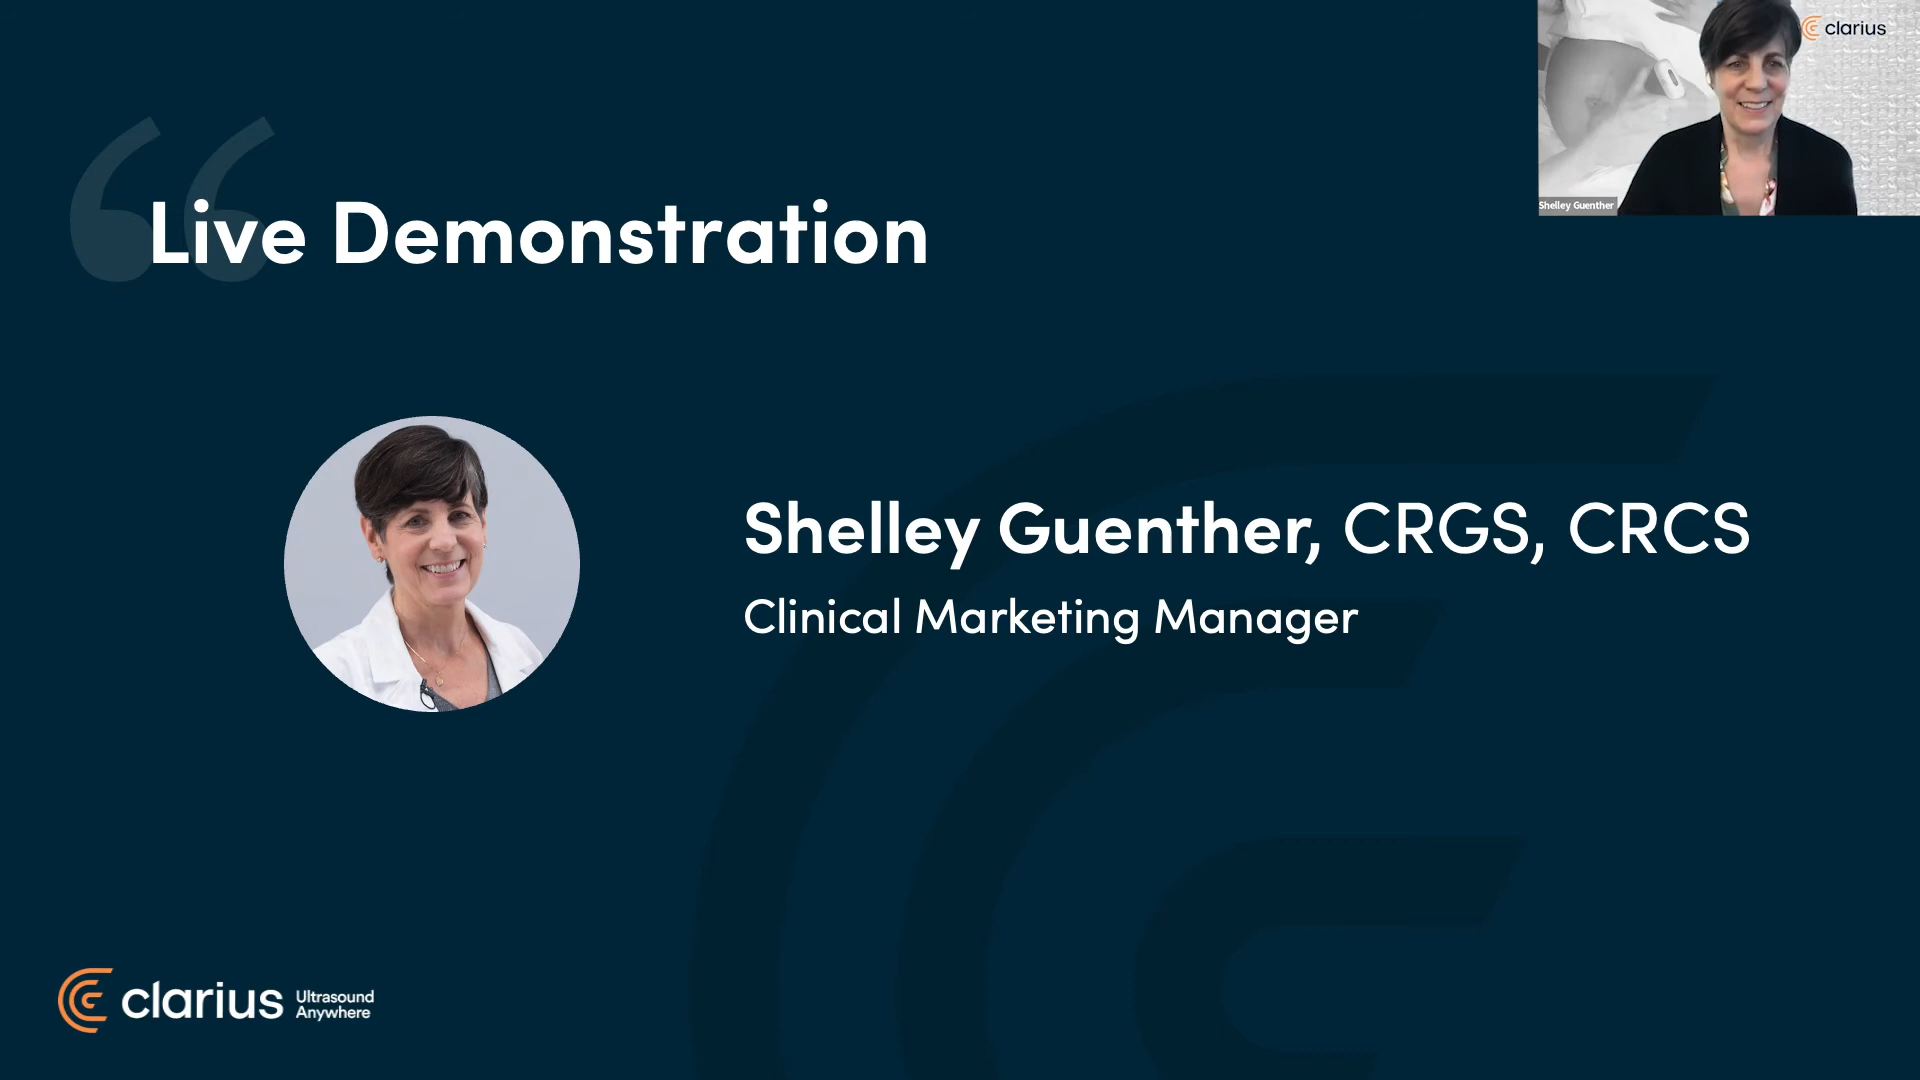 clarius
Shelley Guenther
Live Demonstration
Shelley Guenther, CRGS, CRCS
Clinical Marketing Manager
clarius
Ultrasound
Anywhere